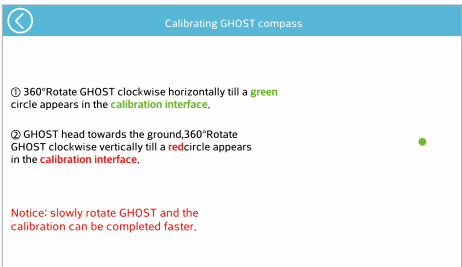 Calibrating GHOST compass
① 360°Rotate GHOST clockwise horizontally till a green
circle appears in the calibration interface.
② GHOST head towards the ground,360°Rotate
GHOST clockwise vertically till a redcircle appears
in the calibration interface.
Notice: slowly rotate GHOST and the
calibration can be completed faster.